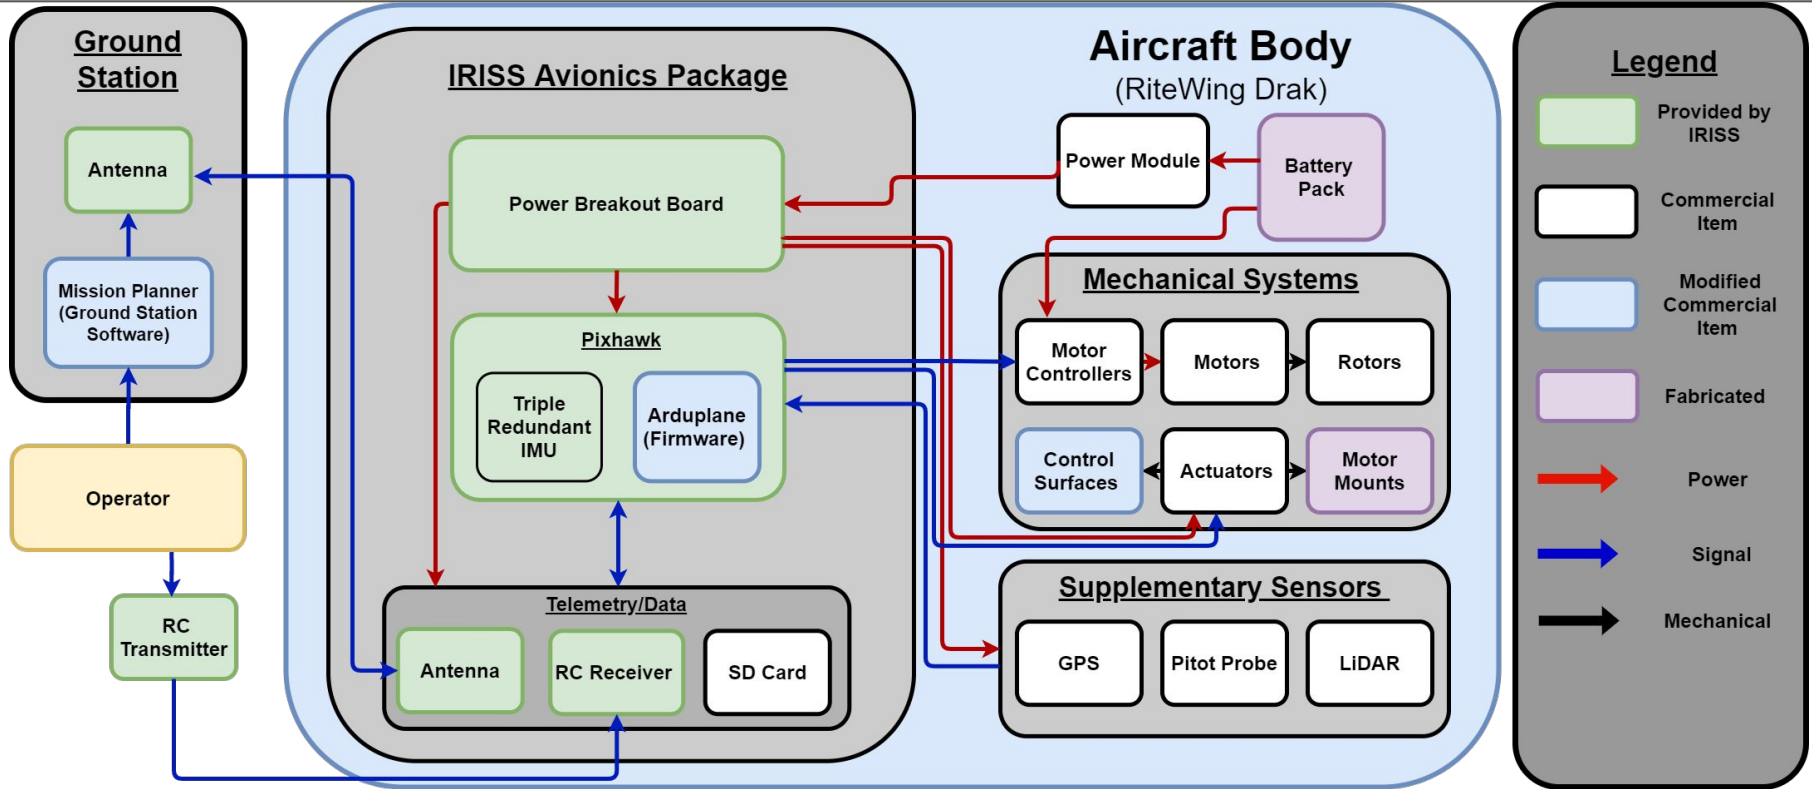 Ground
Station
Antenna
Mission Planner
(Ground Station
Software)
Operator
RC
Transmitter
IRISS Avionics Package
Power Breakout Board
Pixhawk
Triple
Redundant
IMU
Arduplane
(Firmware)
Telemetry/Data
Antenna
RC Receiver
SD Card
Aircraft Body
(RiteWing Drak)
Power Module
Battery
Pack
Mechanical Systems
Motor
Controllers
Motors
Rotors
Control
Surfaces
Actuators
Motor
Mounts
Supplementary Sensors
GPS
Pitot Probe
LiDAR
Legend
Provided by
IRISS
Commercial
Item
Modified
Commercial
Item
Fabricated
Power
Signal
Mechanical